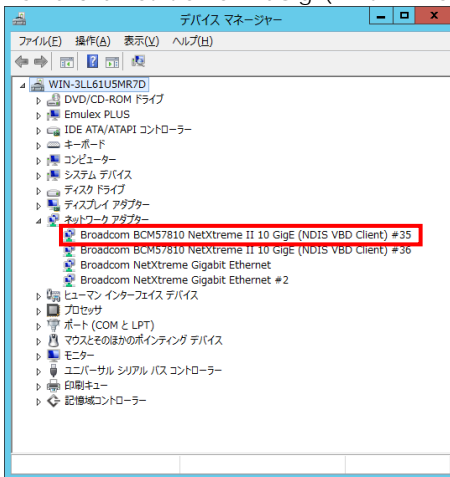 デバイス マネージャー
ファイル(F) 操作(A) 表示(V) ヘルプ(H)
WIN-3LL61U5MR7D
DVD/CD-ROM ドライブ
Emulex PLUS
IDE ATA/ATAPI コントローラー
キーボード
コンピューター
システム デバイス
ディスク ドライブ
ディスプレイ アダプター
ネットワーク アダプター
Broadcom BCM57810 NetXtreme II 10 GigE (NDIS VBD Client) #35
Broadcom BCM57810 NetXtreme II 10 GigE (NDIS VBD Client) #36
Broadcom NetXtreme Gigabit Ethernet
Broadcom NetXtreme Gigabit Ethernet #2
ヒューマン インターフェイス デバイス
プロセッサ
ポート (COM と LPT)
マウスとそのほかのポインティング デバイス
モニター
ユニバーサル シリアル バス コントローラー
印刷キュー
記憶域コントローラー